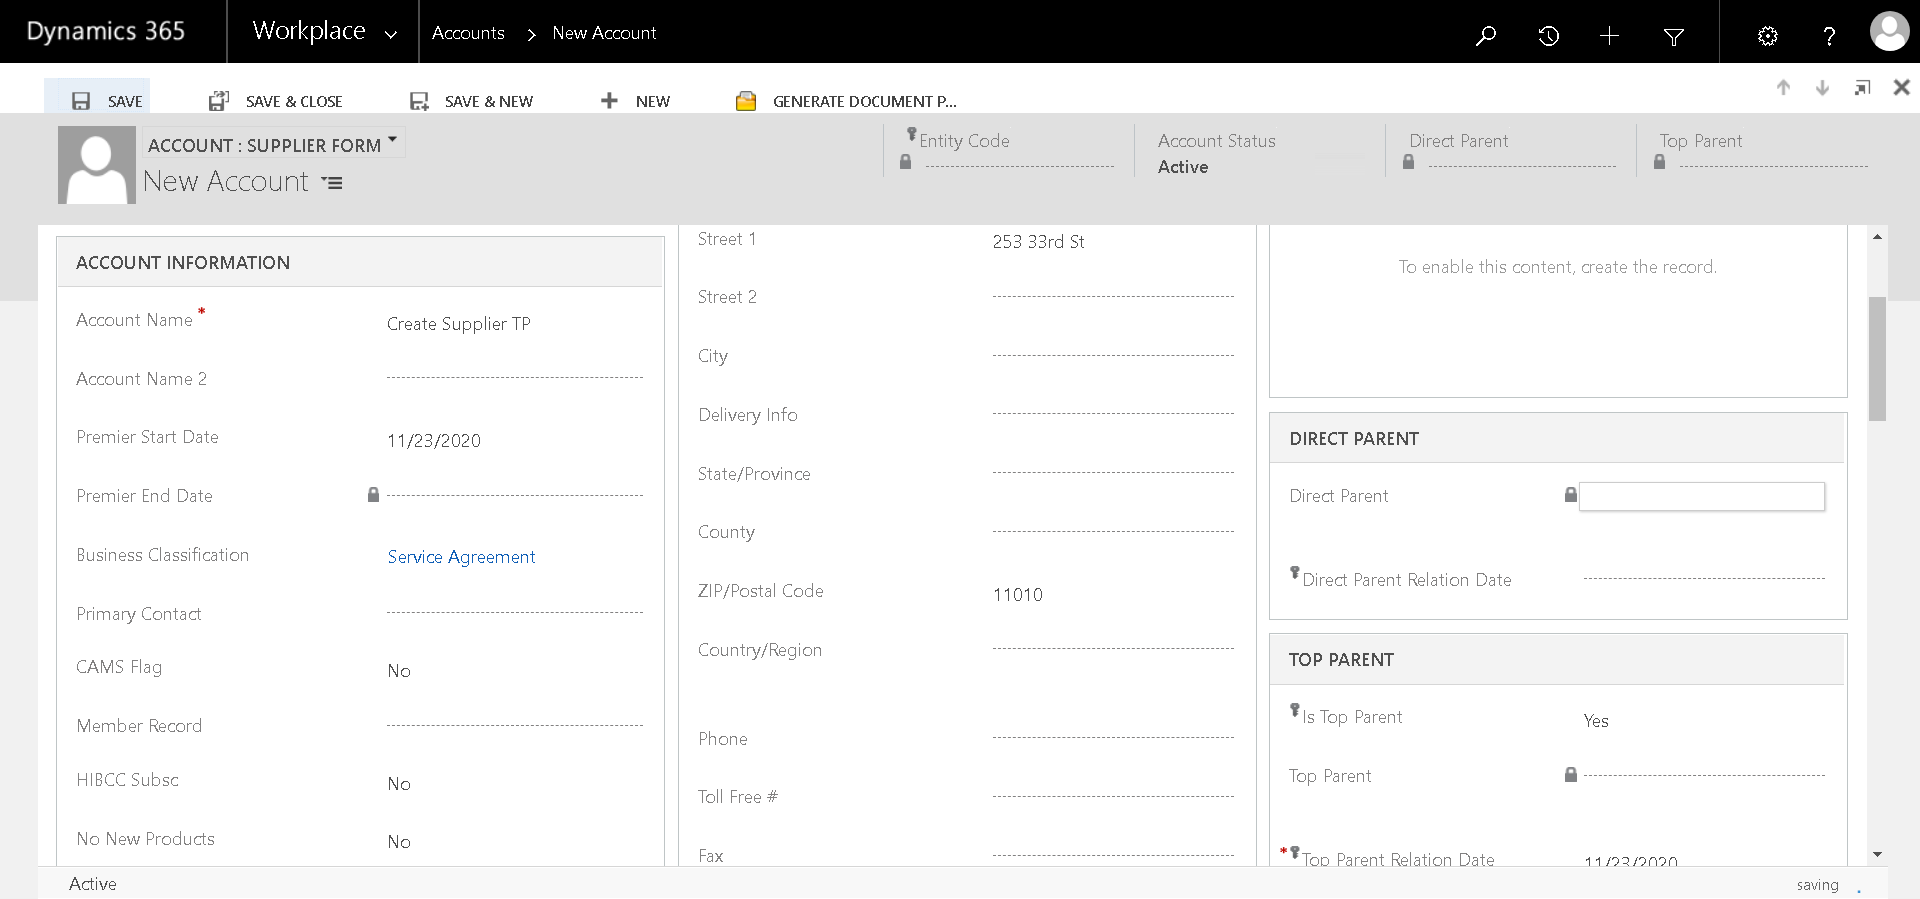 Dynamics 365
Workplace
Accounts > New Account
SAVE
SAVE & CLOSE
SAVE & NEW
NEW
GENERATE DOCUMENT P...
ACCOUNT : SUPPLIER FORM
New Account
Entity Code
Account Status
Active
Direct Parent
Top Parent
ACCOUNT INFORMATION
Account Name *
Create Supplier TP
Account Name 2
Premier Start Date
11/23/2020
Premier End Date
Business Classification
Service Agreement
Primary Contact
CAMS Flag
No
Member Record
HIBCC Subsc
No
No New Products
No
Street 1
253 33rd St
Street 2
City
Delivery Info
State/Province
County
ZIP/Postal Code
11010
Country/Region
Phone
Toll Free #
Fax
To enable this content, create the record.
DIRECT PARENT
Direct Parent
Direct Parent Relation Date
TOP PARENT
Is Top Parent
Yes
Top Parent
* Top Parent Relation Date
11/23/2020
Active
saving